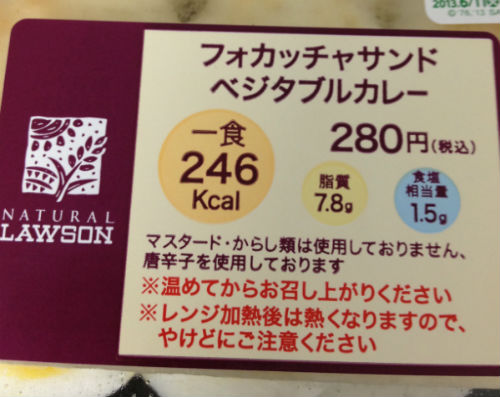 2013.6/11
フォカッチャサンド
ベジタブルカレー
一食
246
Kcal
280円(税込)
脂質
7.8g
食塩
相当量
1.5g
NATURAL
LAWSON
マスタード・からし類は使用しておりません、
唐辛子を使用しております
※温めてからお召し上がりください
※レンジ加熱後は熱くなりますので、
やけどにご注意ください